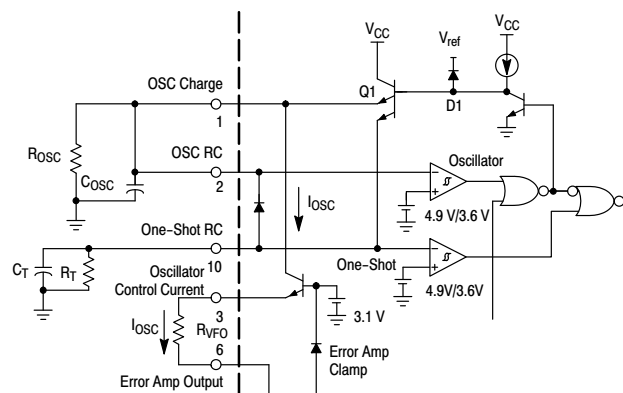 VCC
Vref
VCC
OSC Charge
1
Q1
D1
ROSC
COSC
OSC RC
2
Oscillator
4.9 V/3.6 V
IOSC
One-Shot RC
10
One-Shot
CT
RT
Oscillator
Control Current
3
4.9V/3.6V
3.1 V
IOSC
RVFO
6
Error Amp Output
Error Amp
Clamp